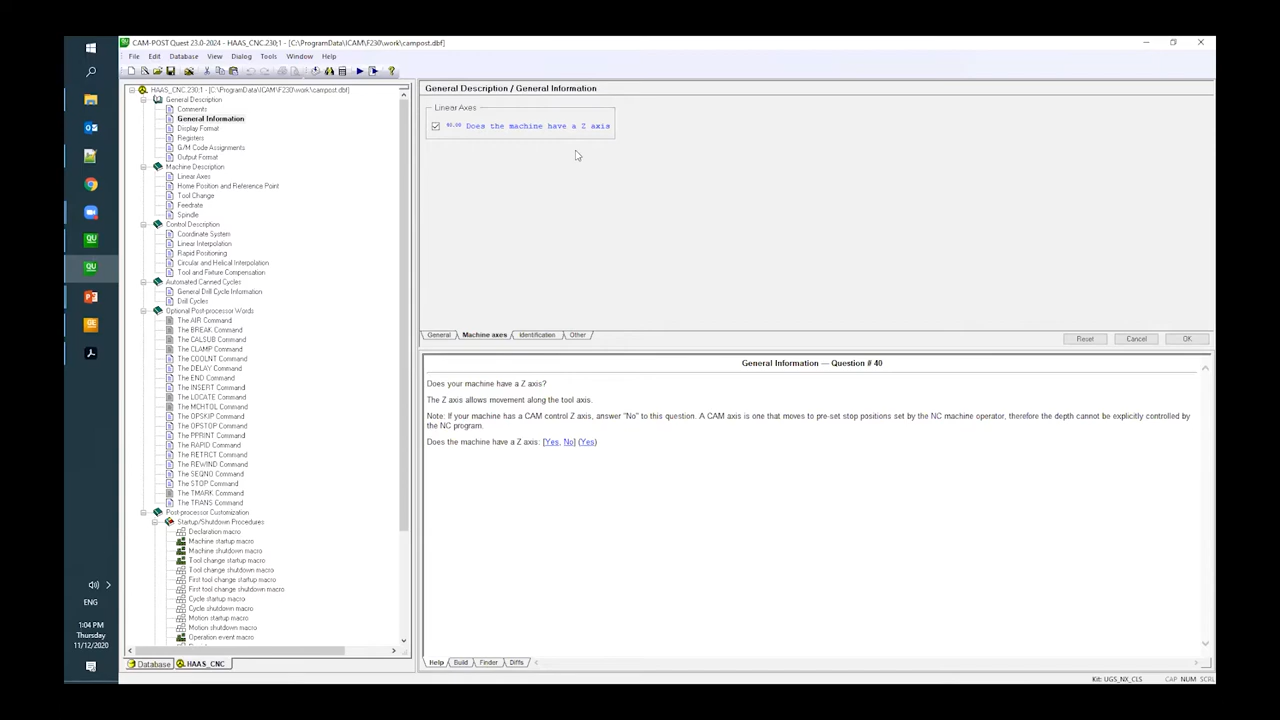 CAM-POST Quest 23.0-2024 - HAAS_CNC.230;1 - [C:\ProgramData\ICAM\F230\work\campost.dbf]
File Edit Database View Dialog Tools Window Help
HAAS_CNC.230:1 - [C:\ProgramData\ICAM\F230\work\campost.dbf]
General Description
Comments
General Information
Display Format
Registers
G/M Code Assignments
Output Format
Machine Description
Linear Axes
Home Position and Reference Point
Tool Change
Feedrate
Spindle
Control Description
Coordinate System
Linear Interpolation
Rapid Positioning
Circular and Helical Interpolation
Tool and Fixture Compensation
Automated Canned Cycles
General Drill Cycle Information
Drill Cycles
Optional Post-processor Words
The AIR Command
The BREAK Command
The CALSUB Command
The CLAMP Command
The COOLNT Command
The DELAY Command
The END Command
The INSERT Command
The LOCATE Command
The MCHTOL Command
The OPSKIP Command
The OPSTOP Command
The PPRINT Command
The RAPID Command
The RETRCT Command
The REWIND Command
The SEQNO Command
The STOP Command
The TMARK Command
The TRANS Command
Post-processor Customization
Startup/Shutdown Procedures
Declaration macro
Machine startup macro
Machine shutdown macro
Tool change startup macro
Tool change shutdown macro
First tool change startup macro
First tool change shutdown macro
Cycle startup macro
Cycle shutdown macro
Motion startup macro
Motion shutdown macro
Operation event macro
Database HAAS_CNC
General Description / General Information
Linear Axes
40.00 Does the machine have a Z axis
General Machine axes Identification Other
Reset Cancel OK
General Information — Question # 40
Does your machine have a Z axis?
The Z axis allows movement along the tool axis.
Note: If your machine has a CAM control Z axis, answer "No" to this question. A CAM axis is one that moves to pre-set stop positions set by the NC machine operator, therefore the depth cannot be explicitly controlled by
the NC program.
Does the machine have a Z axis: [Yes, No] (Yes)
Help Build Finder Diffs
Kit: UGS_NX_CLS CAP NUM SCRL
QU
QU
ENG
1:04 PM
Thursday
11/12/2020